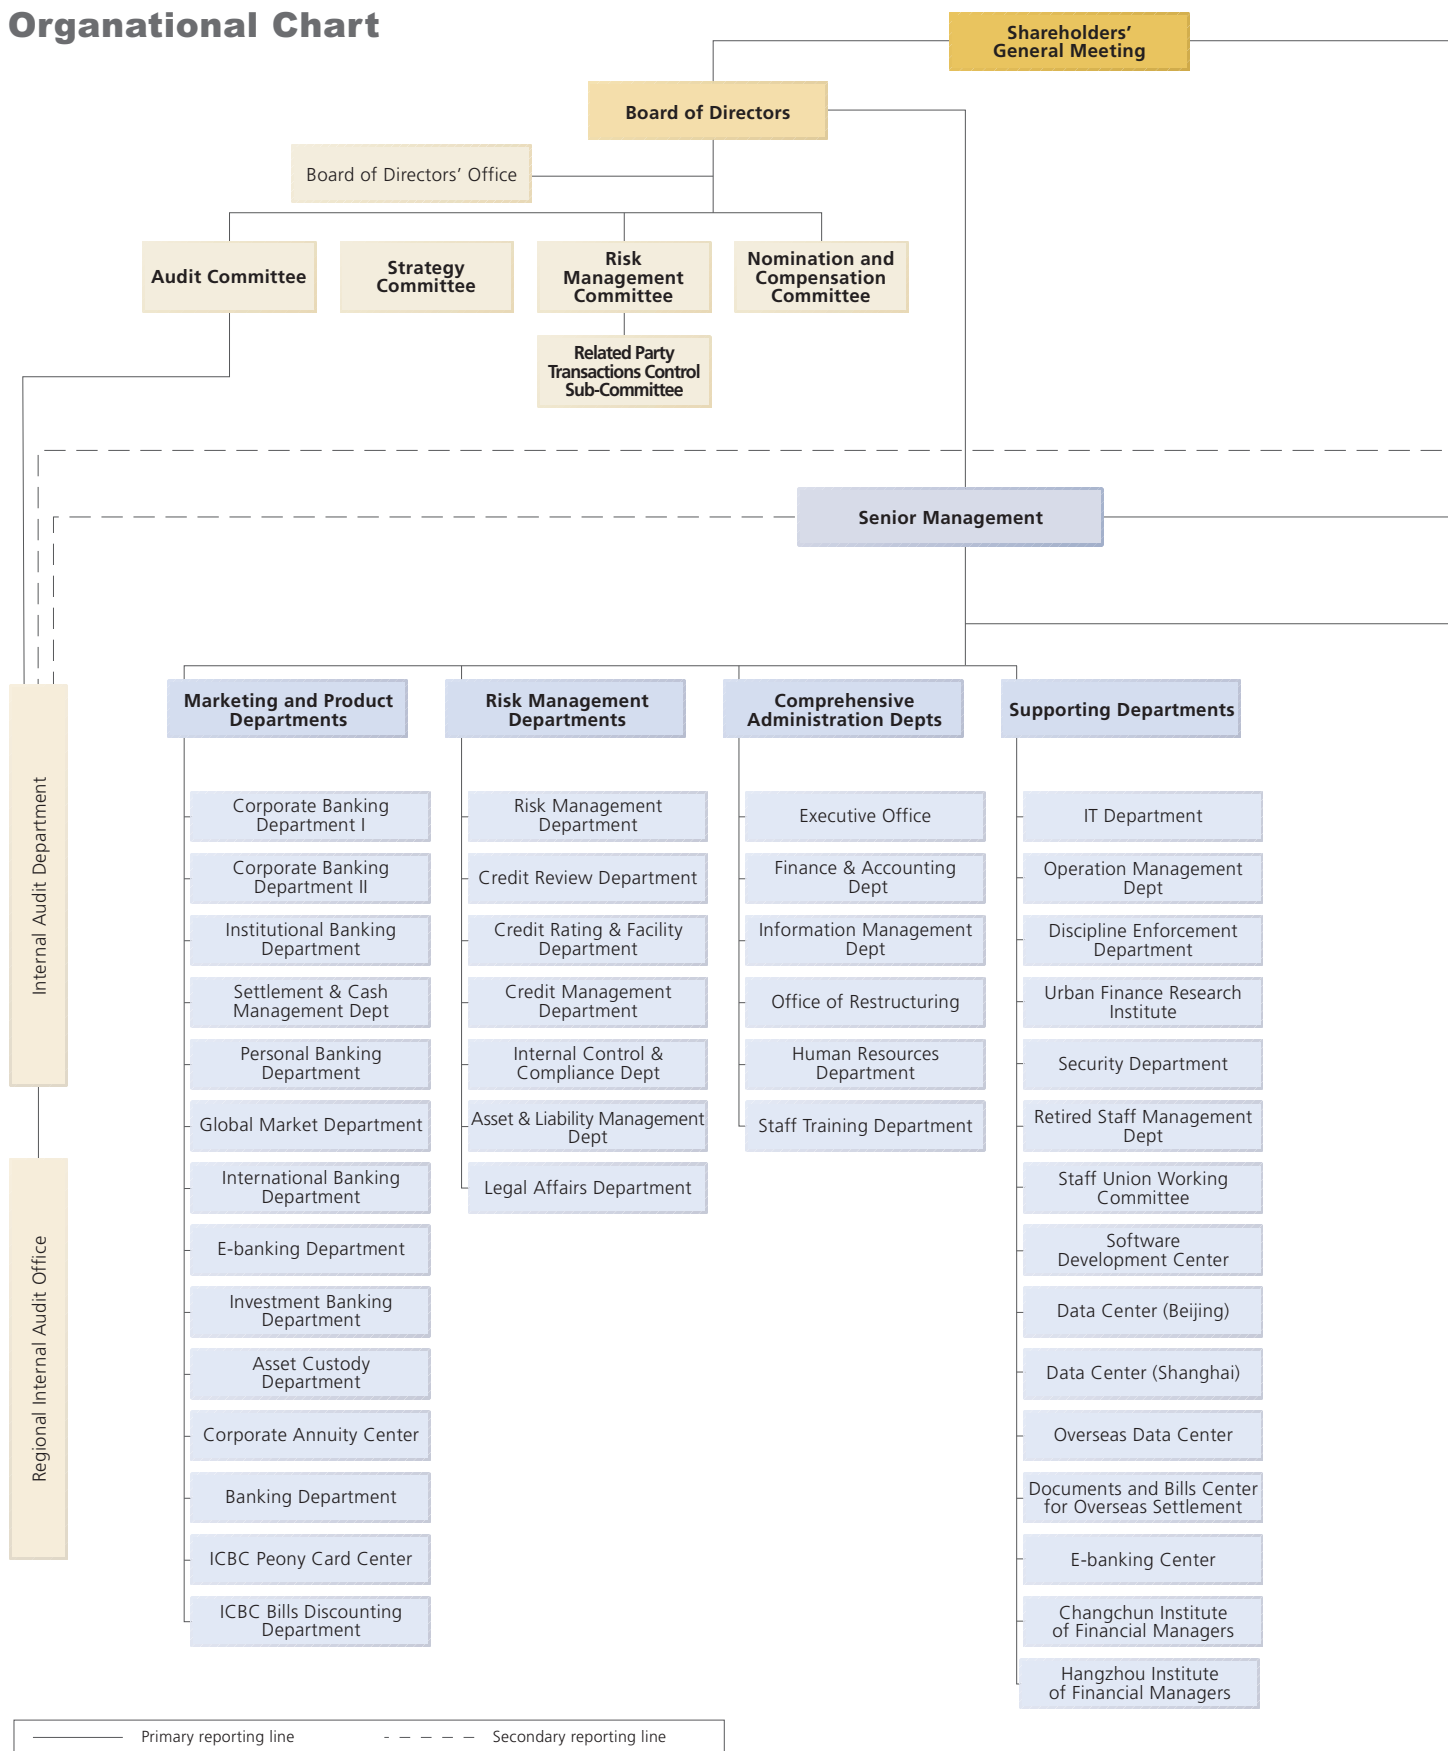 Organational Chart
Shareholders'
General Meeting
Board of Directors
Board of Directors' Office
Audit Committee
Strategy
Committee
Risk
Management
Committee
Nomination and
Compensation
Committee
Related Party
Transactions Control
Sub-Committee
Senior Management
Internal Audit Department
Regional Internal Audit Office
Marketing and Product
Departments
Corporate Banking
Department I
Corporate Banking
Department II
Institutional Banking
Department
Settlement & Cash
Management Dept
Personal Banking
Department
Global Market Department
International Banking
Department
E-banking Department
Investment Banking
Department
Asset Custody
Department
Corporate Annuity Center
Banking Department
ICBC Peony Card Center
ICBC Bills Discounting
Department
Risk Management
Departments
Risk Management
Department
Credit Review Department
Credit Rating & Facility
Department
Credit Management
Department
Internal Control &
Compliance Dept
Asset & Liability Management
Dept
Legal Affairs Department
Comprehensive
Administration Depts
Executive Office
Finance & Accounting
Dept
Information Management
Dept
Office of Restructuring
Human Resources
Department
Staff Training Department
Supporting Departments
IT Department
Operation Management
Dept
Discipline Enforcement
Department
Urban Finance Research
Institute
Security Department
Retired Staff Management
Dept
Staff Union Working
Committee
Software
Development Center
Data Center (Beijing)
Data Center (Shanghai)
Overseas Data Center
Documents and Bills Center
for Overseas Settlement
E-banking Center
Changchun Institute
of Financial Managers
Hangzhou Institute
of Financial Managers
Primary reporting line
Secondary reporting line